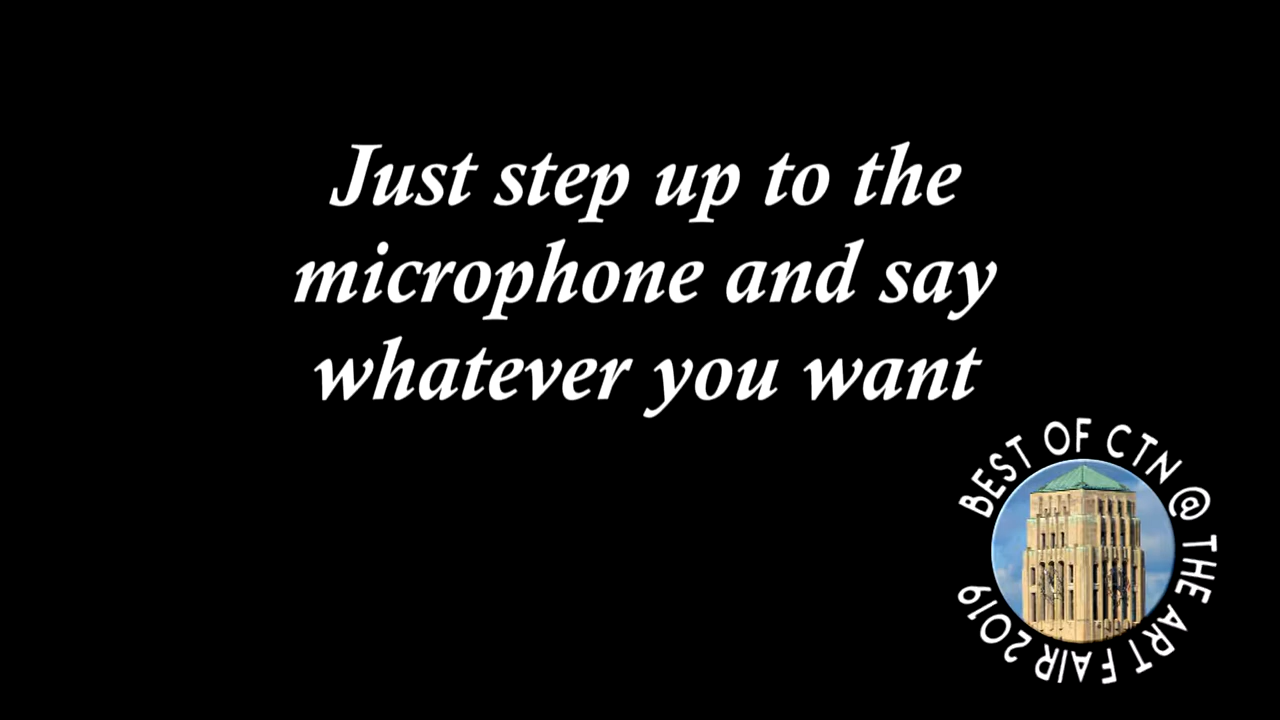 Just step up to the
microphone and say
whatever you want
BEST OF CTN @ THE ART FAIR 2019